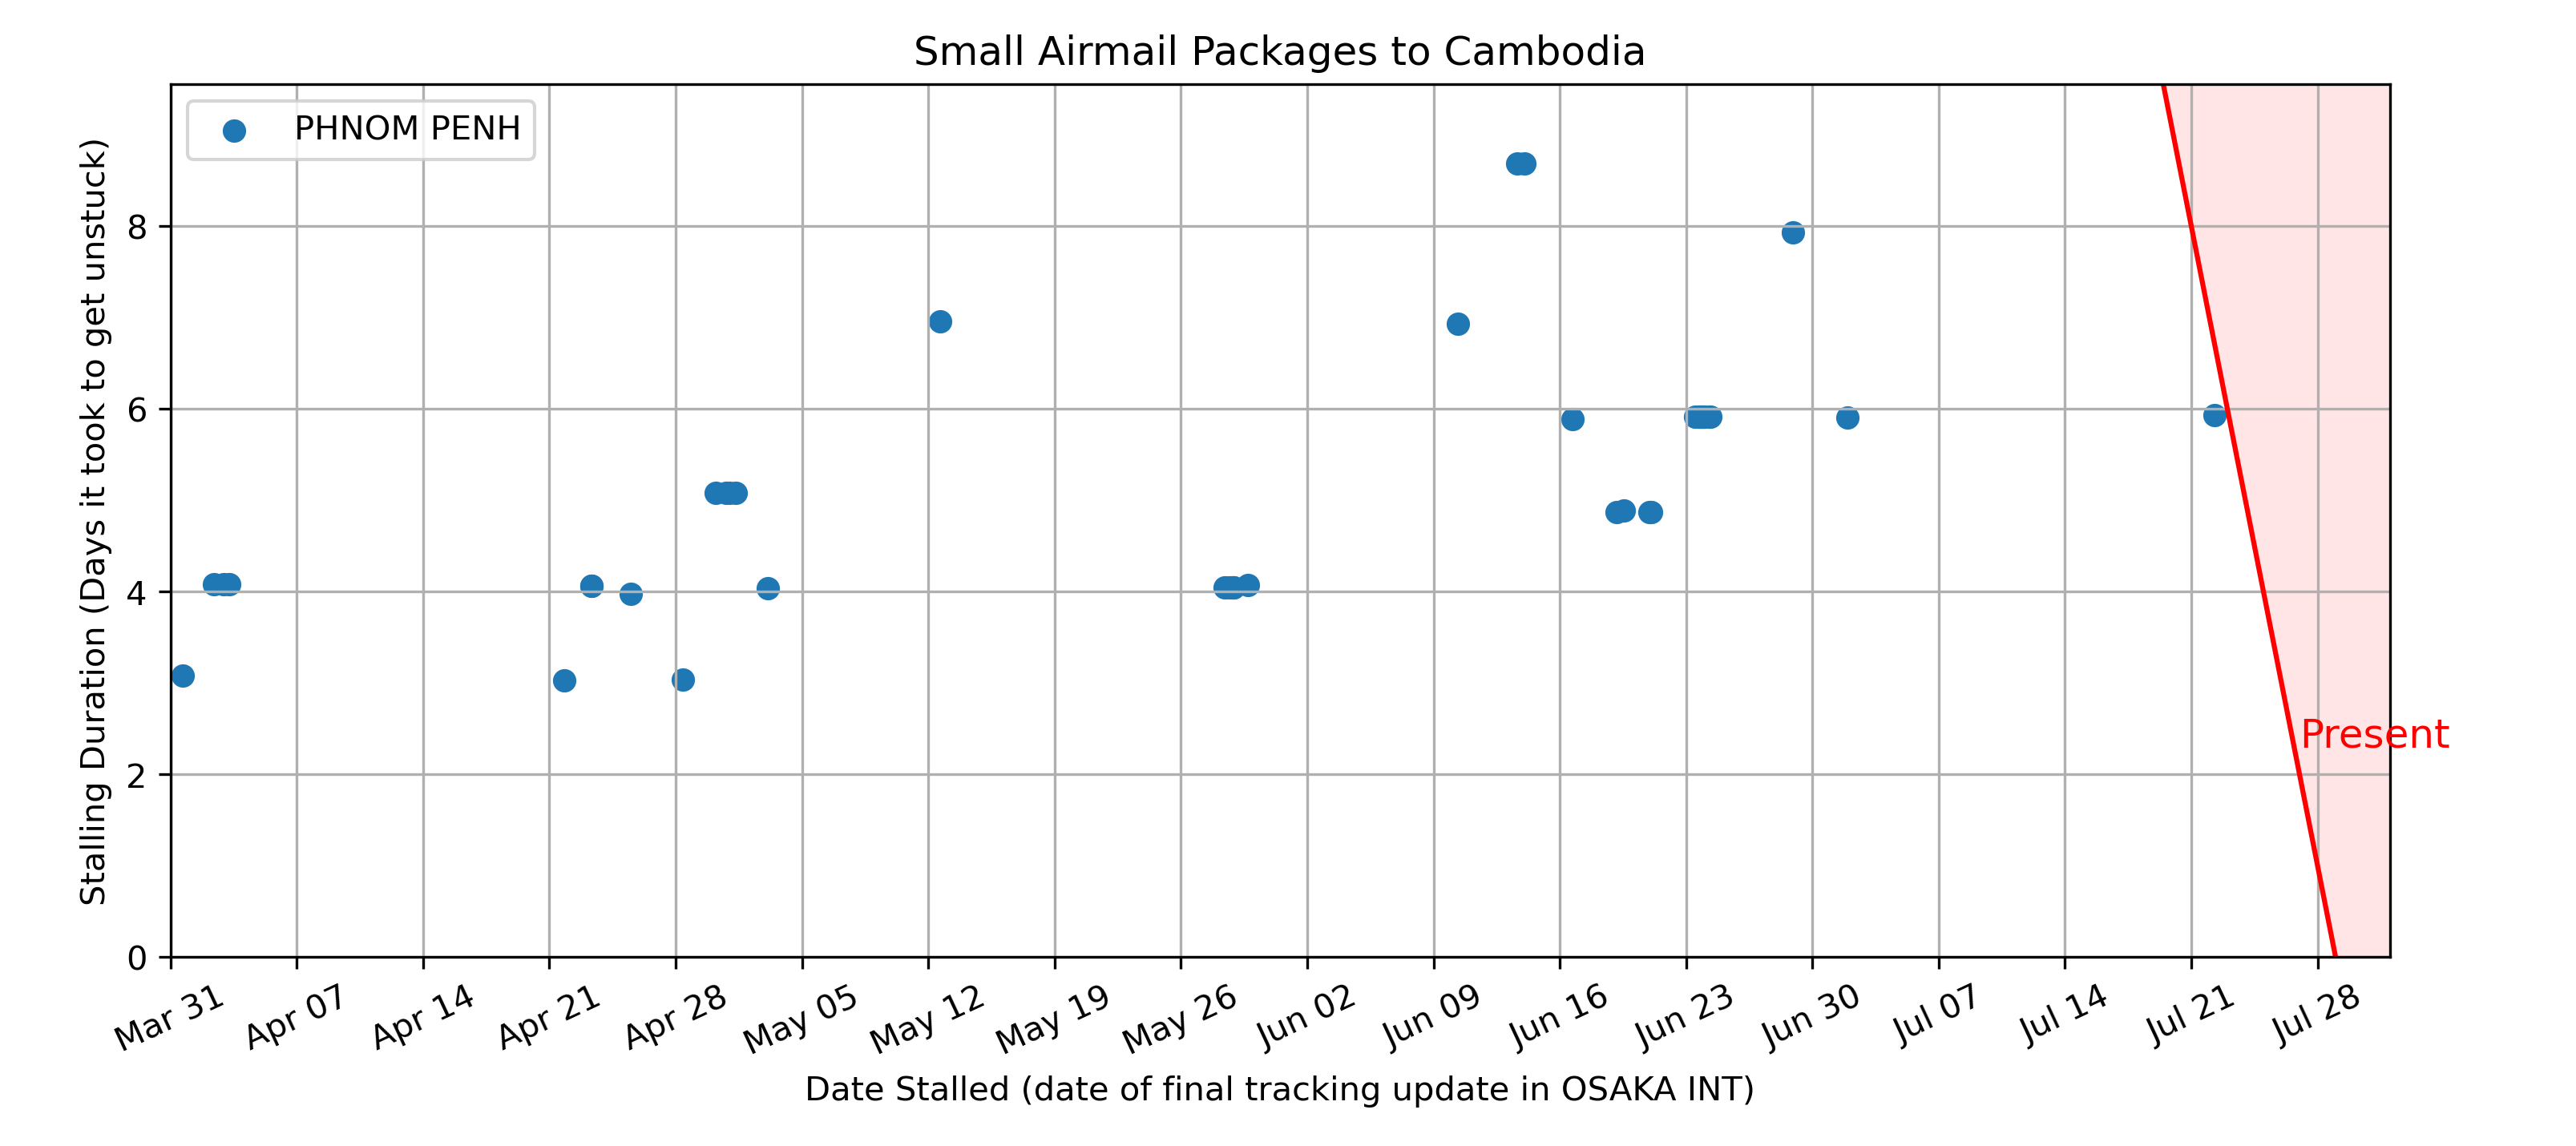 Small Airmail Packages to Cambodia
PHNOM PENH
Stalling Duration (Days it took to get unstuck)
8
6
4
2
0
Present
Mar 31
Apr 07
Apr 14
Apr 21
Apr 28
May 05
May 12
May 19
May 26
Jun 02
Jun 09
Jun 16
Jun 23
Jun 30
Jul 07
Jul 14
Jul 21
Jul 28
Date Stalled (date of final tracking update in OSAKA INT)